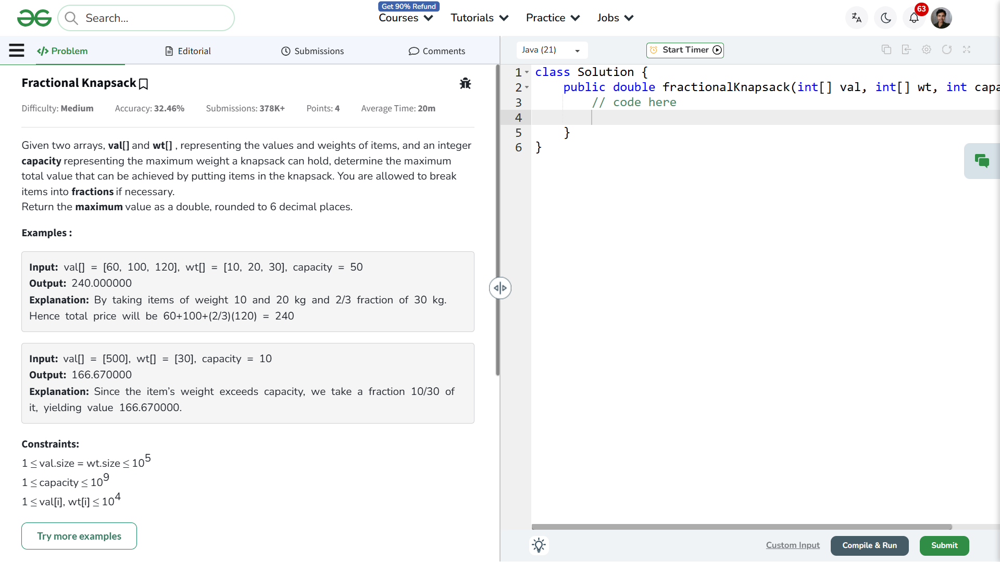 Search...
Get 90% Refund
Courses
Tutorials
Practice
Jobs
63
</> Problem
Editorial
Submissions
Comments
Java (21)
Start Timer
Fractional Knapsack
Difficulty: Medium Accuracy: 32.46% Submissions: 378K+ Points: 4 Average Time: 20m
Given two arrays, val[] and wt[] , representing the values and weights of items, and an integer
capacity representing the maximum weight a knapsack can hold, determine the maximum
total value that can be achieved by putting items in the knapsack. You are allowed to break
items into fractions if necessary.
Return the maximum value as a double, rounded to 6 decimal places.
Examples :
Input: val[] = [60, 100, 120], wt[] = [10, 20, 30], capacity = 50
Output: 240.000000
Explanation: By taking items of weight 10 and 20 kg and 2/3 fraction of 30 kg.
Hence total price will be 60+100+(2/3)(120) = 240
Input: val[] = [500], wt[] = [30], capacity = 10
Output: 166.670000
Explanation: Since the item’s weight exceeds capacity, we take a fraction 10/30 of
it, yielding value 166.670000.
Constraints:
1 ≤ val.size = wt.size ≤ 10⁵
1 ≤ capacity ≤ 10⁹
1 ≤ val[i], wt[i] ≤ 10⁴
Try more examples
1 class Solution {
2 public double fractionalKnapsack(int[] val, int[] wt, int capa
3 // code here
4
5 }
6 }
Custom Input
Compile & Run
Submit